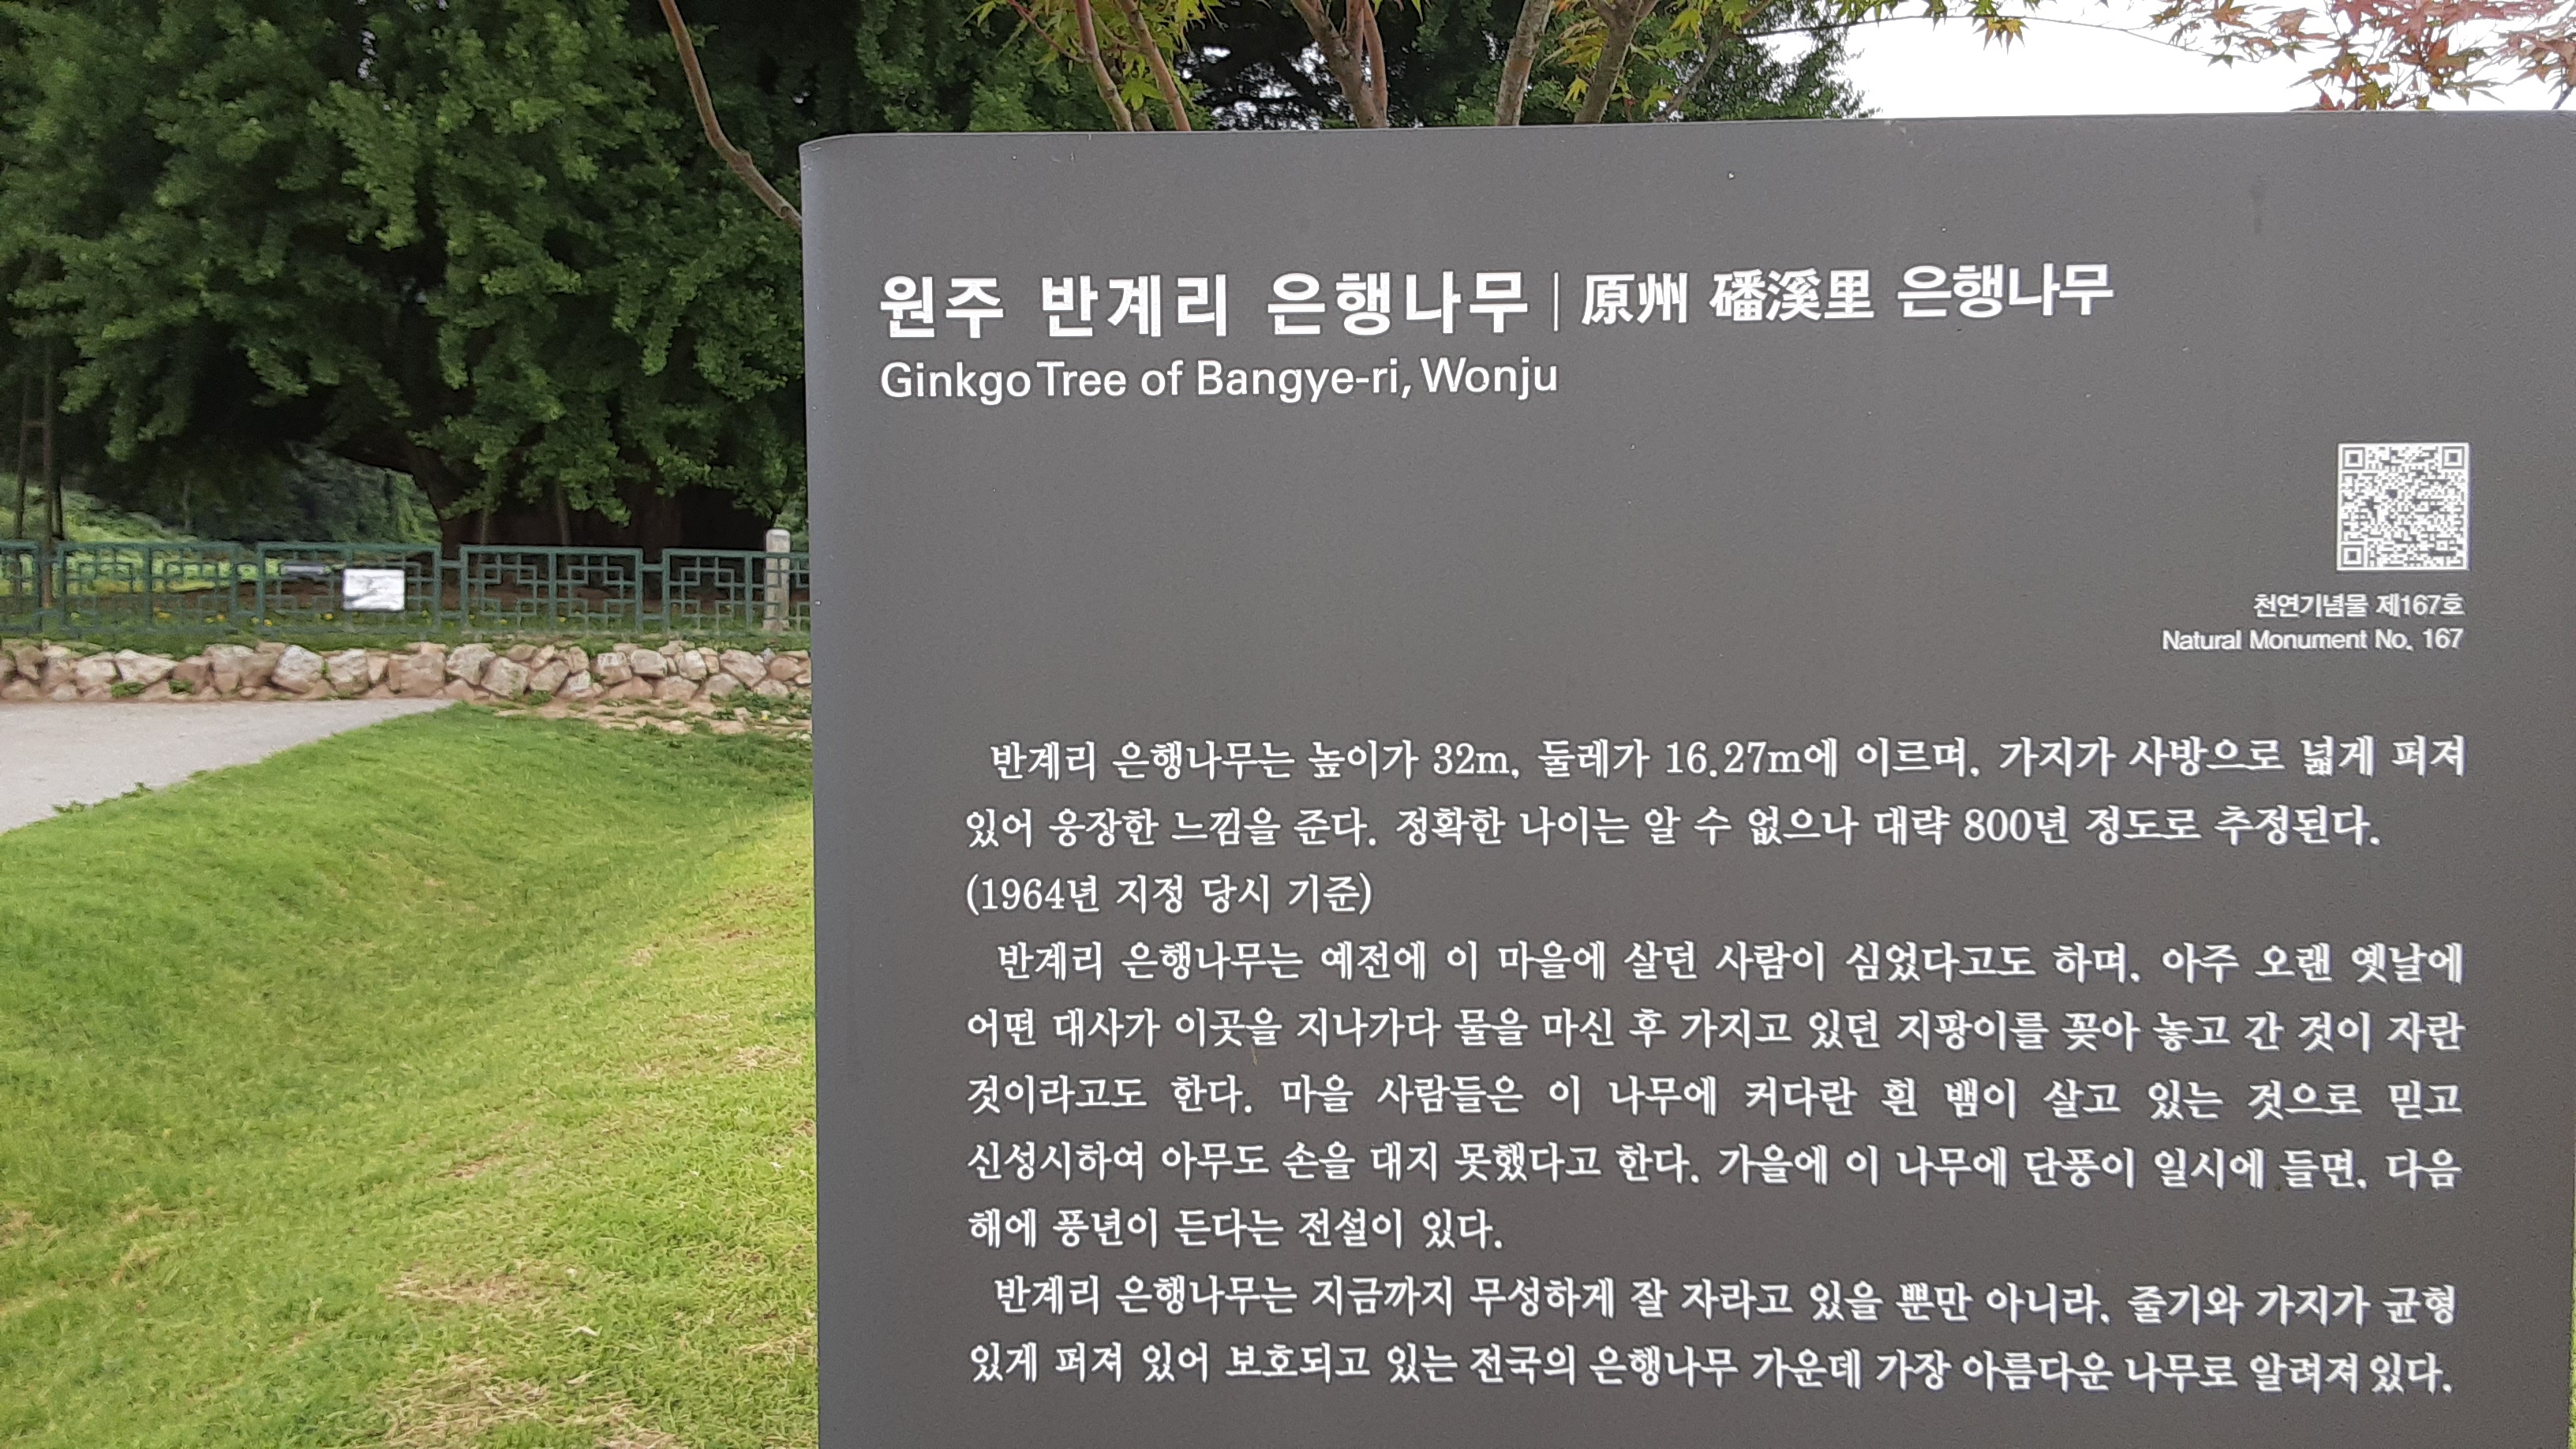 원주 반계리 은행나무 | 原州 磻溪里 은행나무
Ginkgo Tree of Bangye-ri, Wonju
천연기념물 제167호
Natural Monument No. 167
반계리 은행나무는 높이가 32m, 둘레가 16.27m에 이르며, 가지가 사방으로 넓게 퍼져
있어 웅장한 느낌을 준다. 정확한 나이는 알 수 없으나 대략 800년 정도로 추정된다.
(1964년 지정 당시 기준)
반계리 은행나무는 예전에 이 마을에 살던 사람이 심었다고도 하며, 아주 오랜 옛날에
어떤 대사가 이곳을 지나가다 물을 마신 후 가지고 있던 지팡이를 꽂아 놓고 간 것이 자란
것이라고도 한다. 마을 사람들은 이 나무에 커다란 흰 뱀이 살고 있는 것으로 믿고
신성시하여 아무도 손을 대지 못했다고 한다. 가을에 이 나무에 단풍이 일시에 들면, 다음
해에 풍년이 든다는 전설이 있다.
반계리 은행나무는 지금까지 무성하게 잘 자라고 있을 뿐만 아니라, 줄기와 가지가 균형
있게 퍼져 있어 보호되고 있는 전국의 은행나무 가운데 가장 아름다운 나무로 알려져 있다.